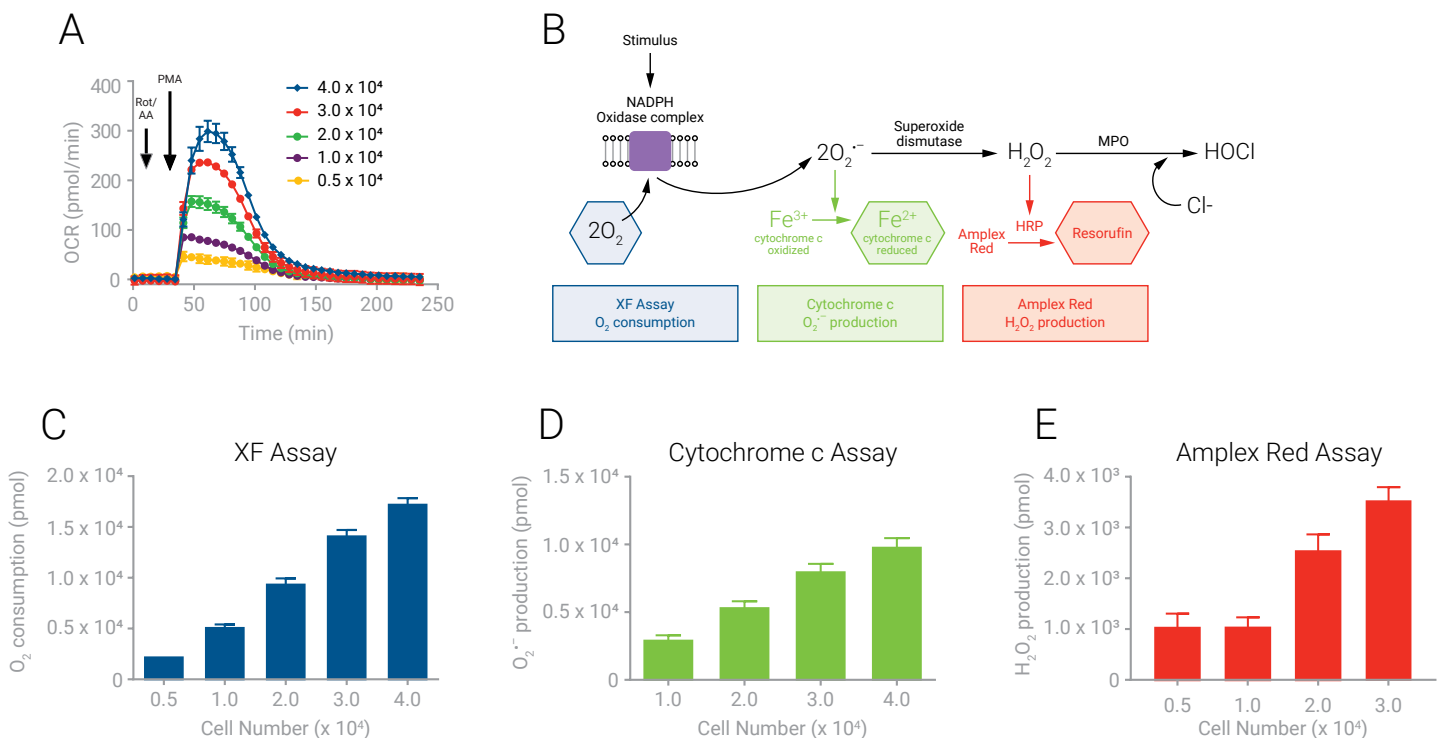 A
OCR (pmol/min)
400
300
200
100
0
Rot/
AA
PMA
4.0 x 10⁴
3.0 x 10⁴
2.0 x 10⁴
1.0 x 10⁴
0.5 x 10⁴
0
50
100
150
200
250
Time (min)
B
Stimulus
NADPH
Oxidase complex
2O₂
2O₂˙⁻
Superoxide
dismutase
H₂O₂
MPO
HOCl
Cl-
Fe³⁺
cytochrome c
oxidized
Fe²⁺
cytochrome c
reduced
Amplex
Red
HRP
Resorufin
XF Assay
O₂ consumption
Cytochrome c
O₂˙⁻ production
Amplex Red
H₂O₂ production
C
XF Assay
O₂ consumption (pmol)
2.0 x 10⁴
1.5 x 10⁴
1.0 x 10⁴
0.5 x 10⁴
0
0.5
1.0
2.0
3.0
4.0
Cell Number (x 10⁴)
D
Cytochrome c Assay
O₂˙⁻ production (pmol)
1.5 x 10⁴
1.0 x 10⁴
0.5 x 10⁴
0
1.0
2.0
3.0
4.0
Cell Number (x 10⁴)
E
Amplex Red Assay
H₂O₂ production (pmol)
4.0 x 10³
3.0 x 10³
2.0 x 10³
1.0 x 10³
0
0.5
1.0
2.0
3.0
Cell Number (x 10⁴)